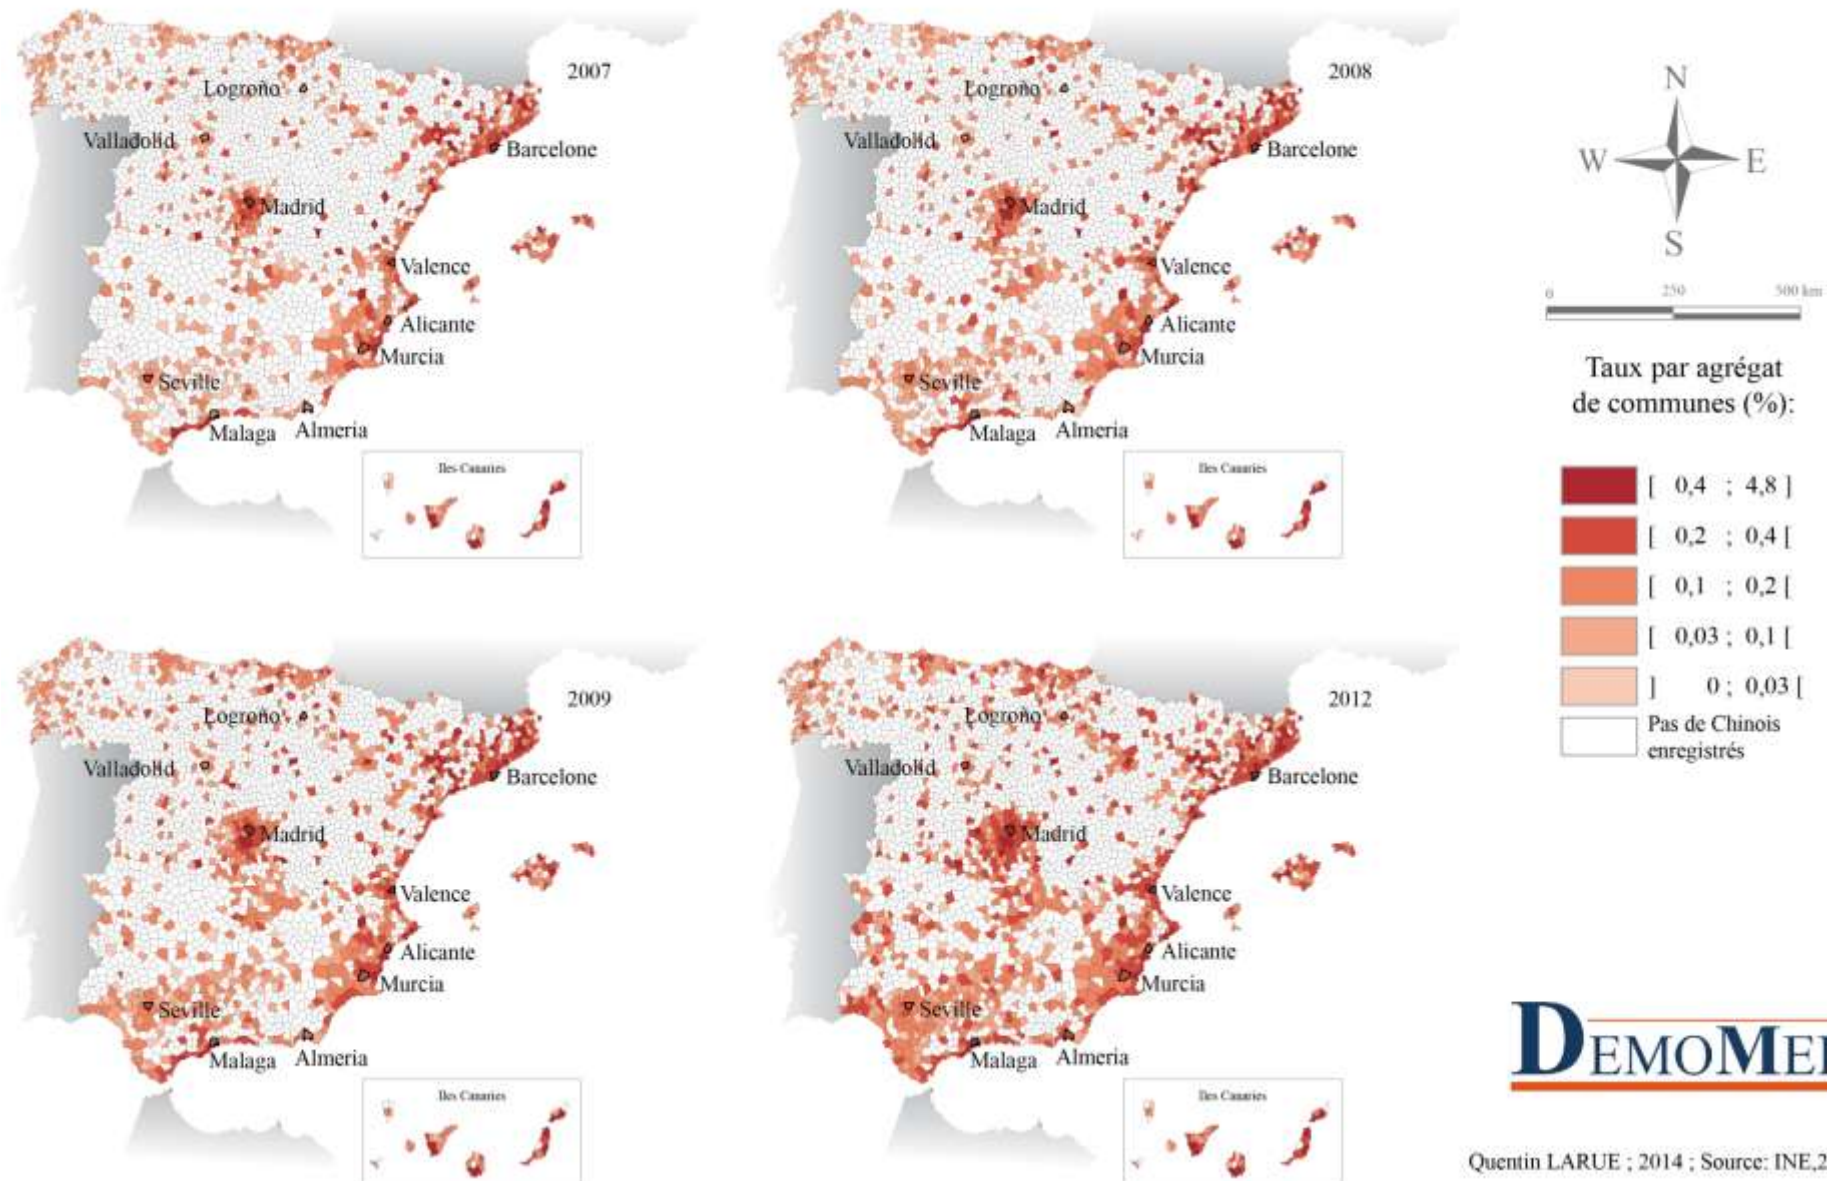 2007
Logroño
Valladolid
Barcelone
Madrid
Valence
Alicante
Murcia
Seville
Malaga
Almeria
Iles Canaries
2008
Logroño
Valladolid
Barcelone
Madrid
Valence
Alicante
Murcia
Seville
Malaga
Almeria
Iles Canaries
2009
Logroño
Valladolid
Barcelone
Madrid
Valence
Alicante
Murcia
Seville
Malaga
Almeria
Iles Canaries
2012
Logroño
Valladolid
Barcelone
Madrid
Valence
Alicante
Murcia
Seville
Malaga
Almeria
Iles Canaries
N
W E
S
0 250 500 km
Taux par agrégat
de communes (%):
[ 0,4 ; 4,8 ]
[ 0,2 ; 0,4 [
[ 0,1 ; 0,2 [
[ 0,03 ; 0,1 [
] 0 ; 0,03 [
Pas de Chinois
enregistrés
DEMOMED
Quentin LARUE ; 2014 ; Source: INE,2